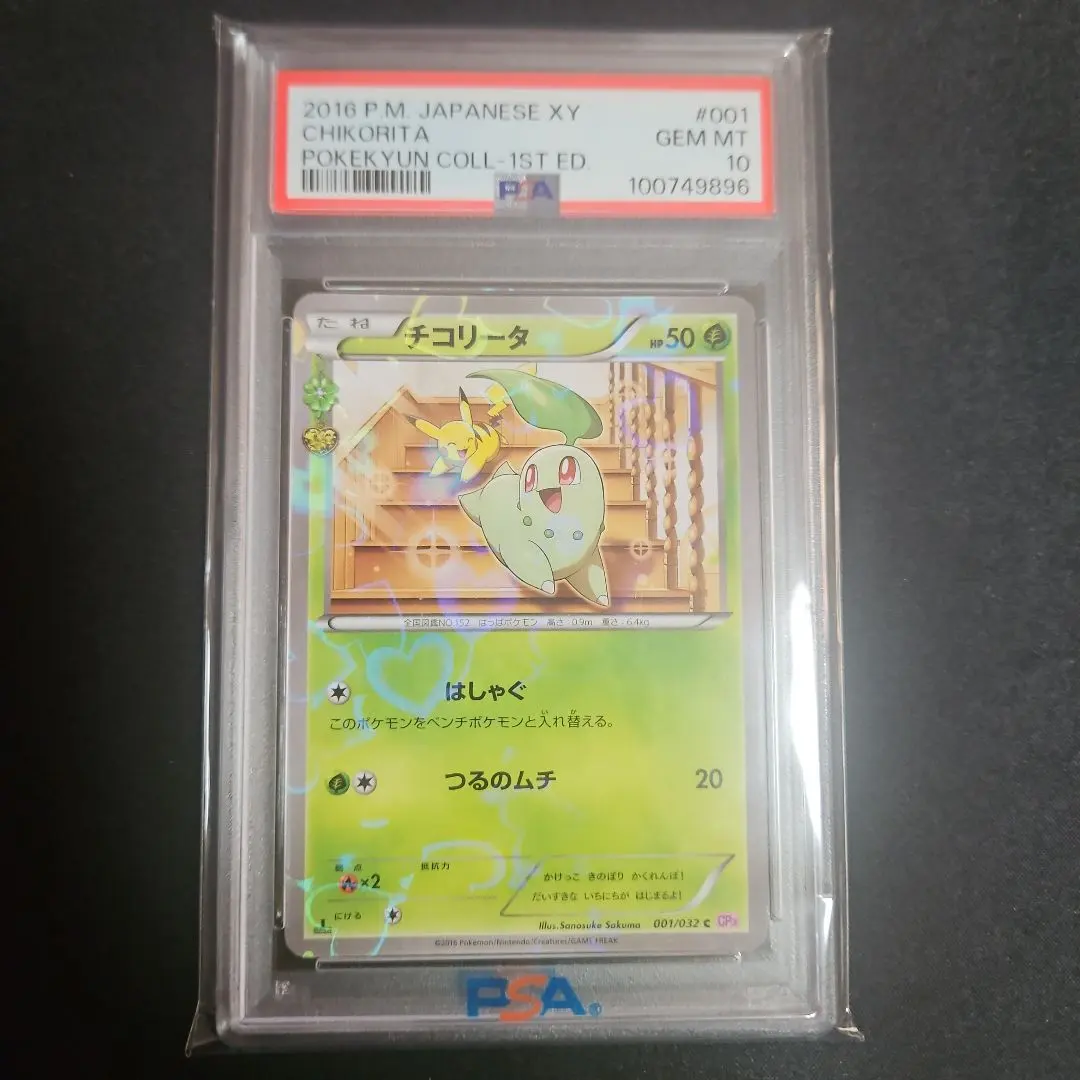 2016 P.M. JAPANESE XY #001
CHIKORITA GEM MT
POKEKYUN COLL-1ST ED. 10
PSA 100749896
たね チコリータ HP50
全国図鑑NO.152 はっぱポケモン 高さ:0.9m 重さ:6.4kg
はしゃぐ
このポケモンをベンチポケモンと入れ替える。
つるのムチ 20
弱点 抵抗力
×2
かけっこ きのぼり かくれんぼ!
だいすきな いちにちが はじまるよ!
にげる
Illus.Sanosuke Sakuma 001/032 C CP3
©2016 Pokémon/Nintendo/Creatures/GAME FREAK
PSA